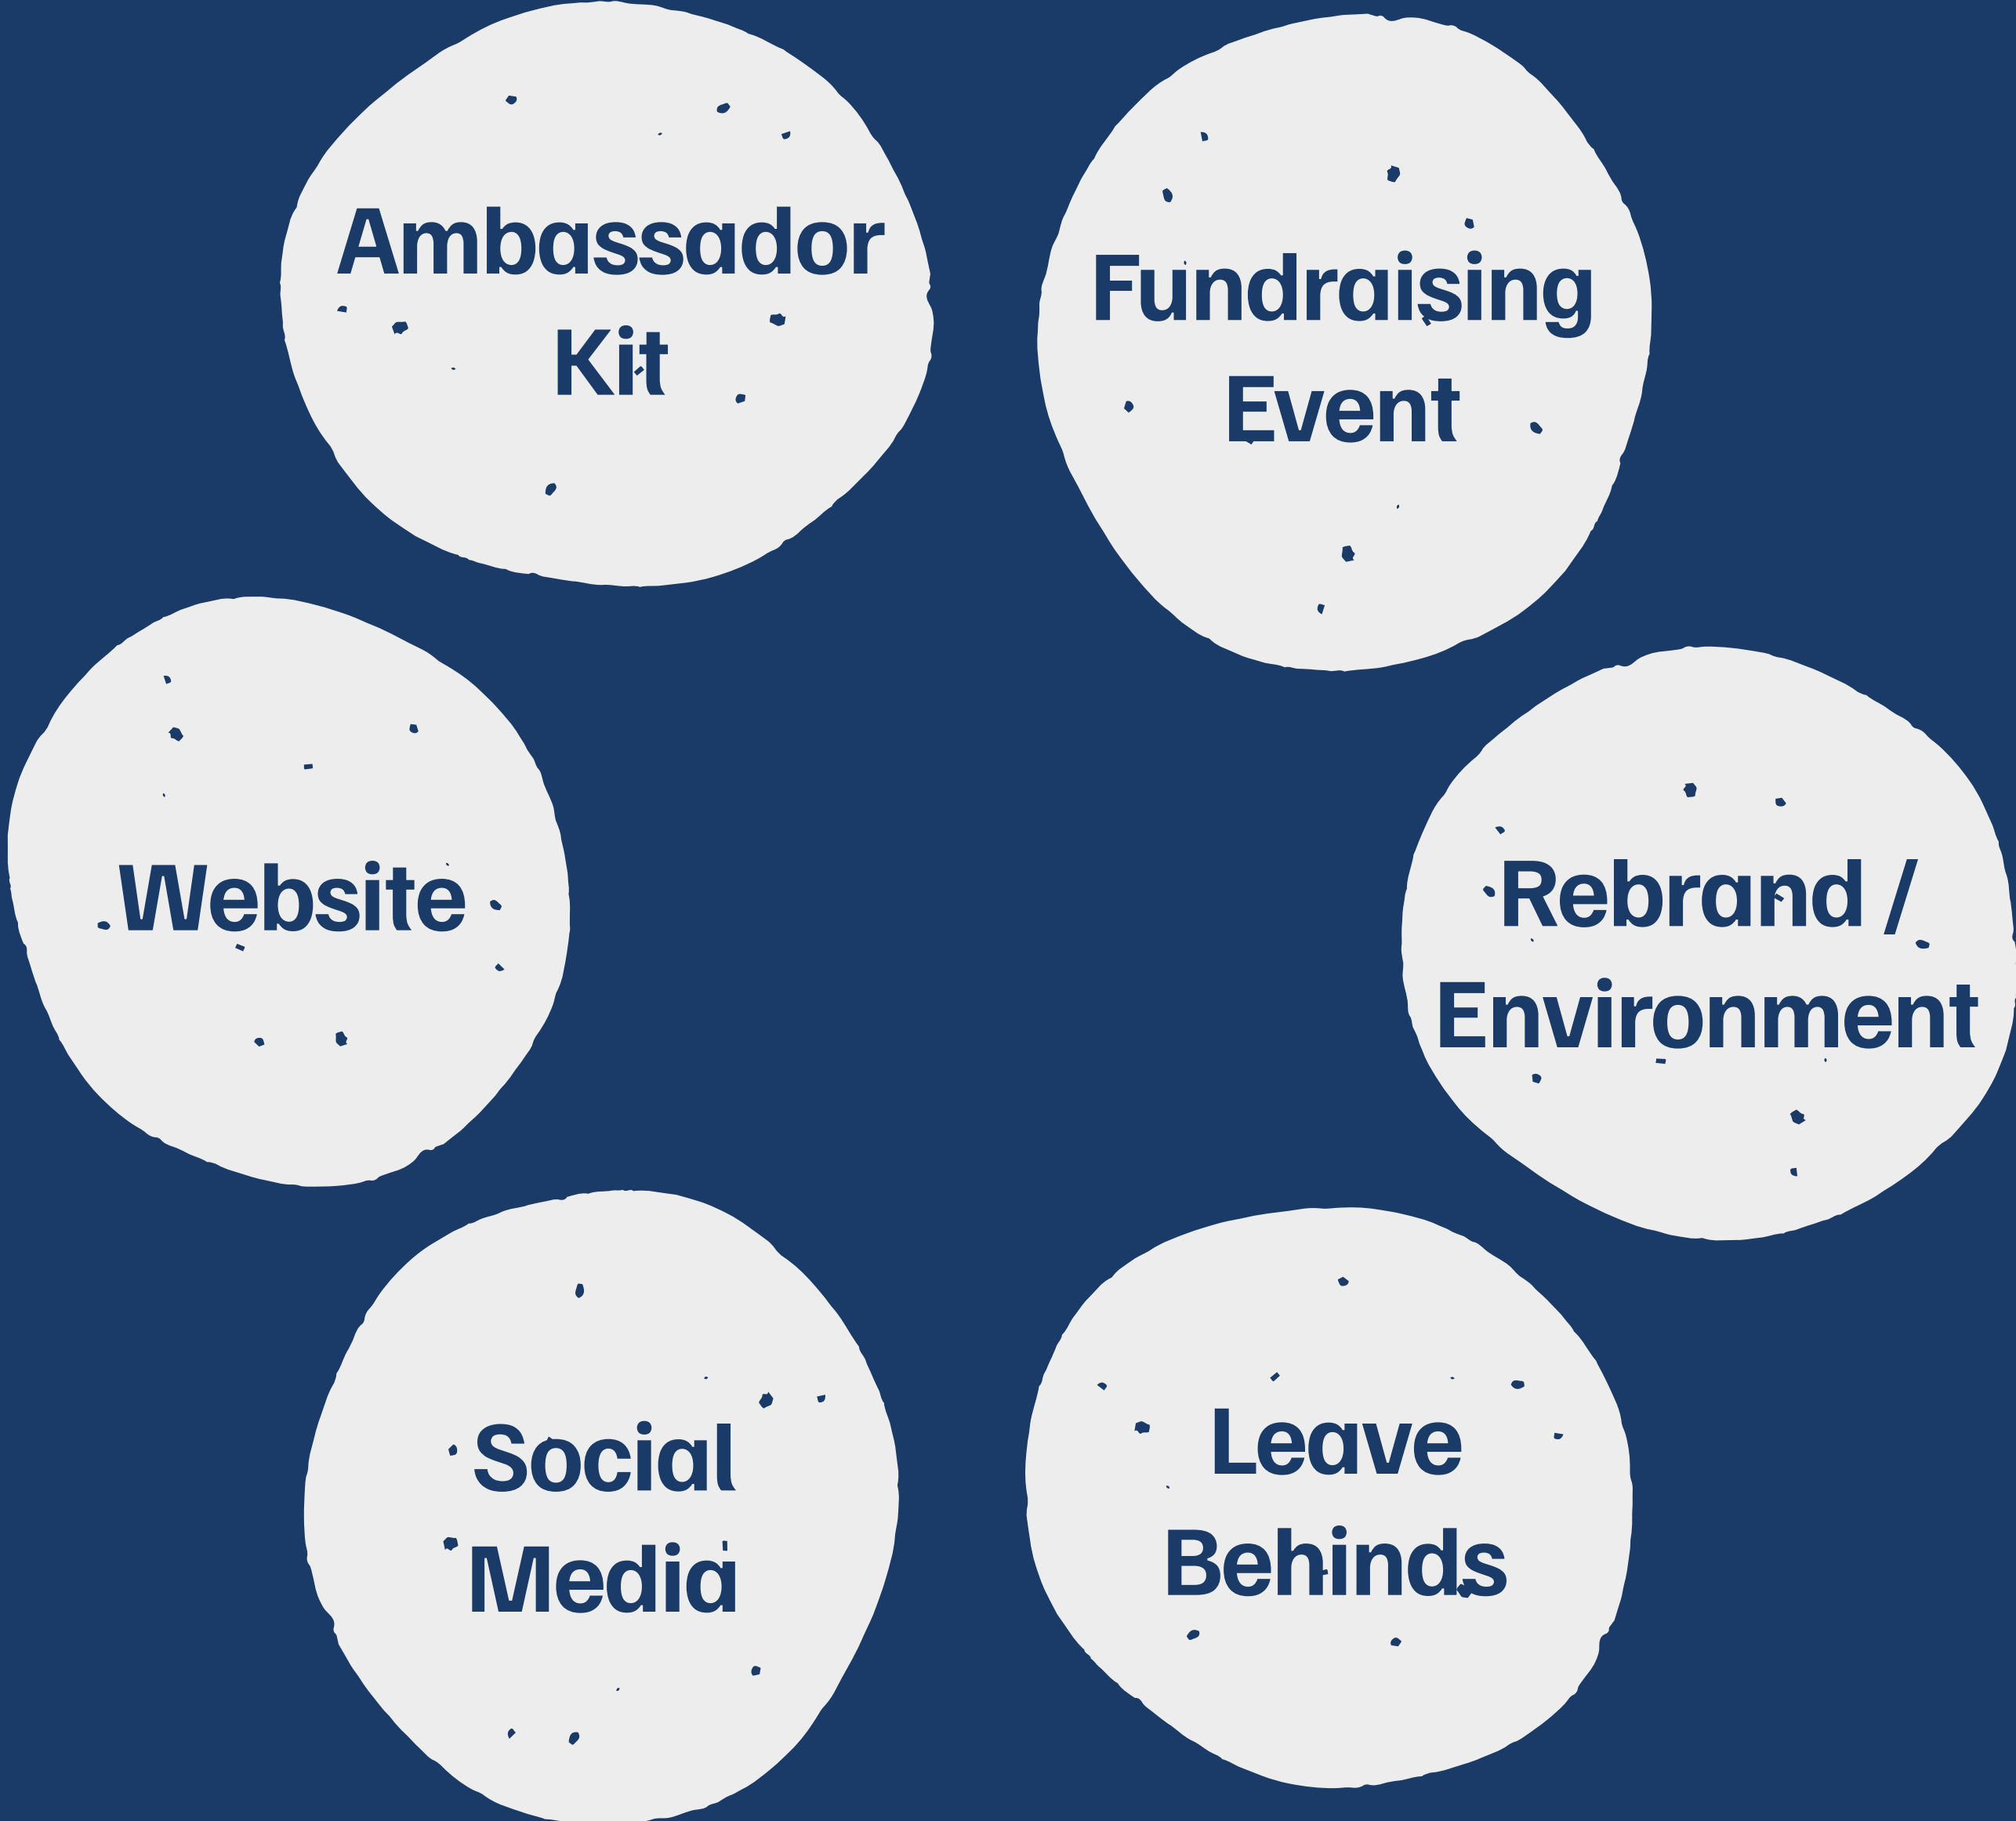 Ambassador
Kit
Fundraising
Event
Website
Rebrand /
Environment
Social
Media
Leave
Behinds